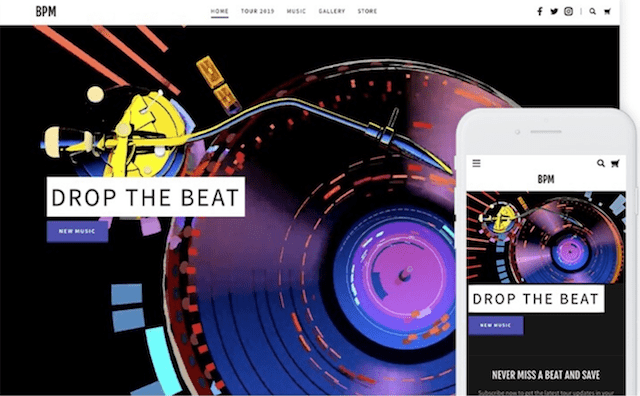 BPM
HOME TOUR 2019 MUSIC GALLERY STORE
DROP THE BEAT
NEW MUSIC
BPM
DROP THE BEAT
NEW MUSIC
NEVER MISS A BEAT AND SAVE
Subscribe now to get the latest tour updates in your